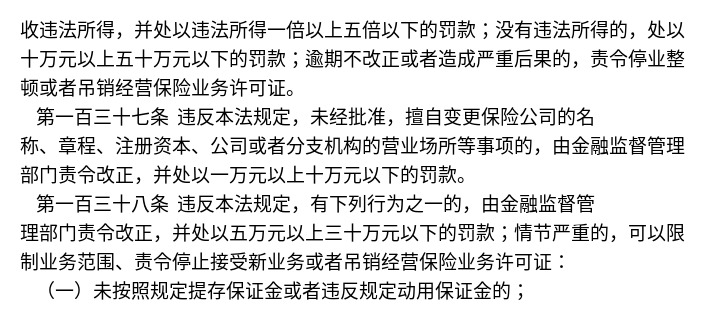 收违法所得，并处以违法所得一倍以上五倍以下的罚款；没有违法所得的，处以
十万元以上五十万元以下的罚款；逾期不改正或者造成严重后果的，责令停业整
顿或者吊销经营保险业务许可证。
第一百三十七条 违反本法规定，未经批准，擅自变更保险公司的名
称、章程、注册资本、公司或者分支机构的营业场所等事项的，由金融监督管理
部门责令改正，并处以一万元以上十万元以下的罚款。
第一百三十八条 违反本法规定，有下列行为之一的，由金融监督管
理部门责令改正，并处以五万元以上三十万元以下的罚款；情节严重的，可以限
制业务范围、责令停止接受新业务或者吊销经营保险业务许可证：
（一）未按照规定提存保证金或者违反规定动用保证金的；